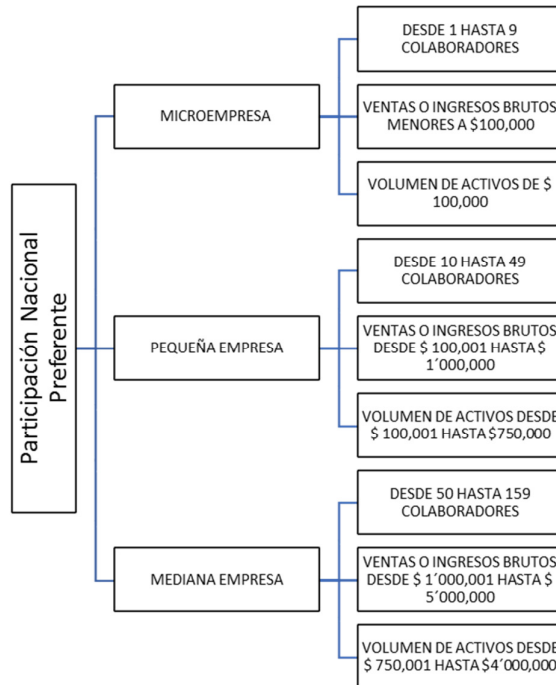 Participación Nacional
Preferente
MICROEMPRESA
DESDE 1 HASTA 9
COLABORADORES
VENTAS O INGRESOS BRUTOS
MENORES A $100,000
VOLUMEN DE ACTIVOS DE $
100,000
PEQUEÑA EMPRESA
DESDE 10 HASTA 49
COLABORADORES
VENTAS O INGRESOS BRUTOS
DESDE $ 100,001 HASTA $
1´000,000
VOLUMEN DE ACTIVOS DESDE
$ 100,001 HASTA $750,000
MEDIANA EMPRESA
DESDE 50 HASTA 159
COLABORADORES
VENTAS O INGRESOS BRUTOS
DESDE $ 1´000,001 HASTA $
5´000,000
VOLUMEN DE ACTIVOS DESDE
$ 750,001 HASTA $4´000,000